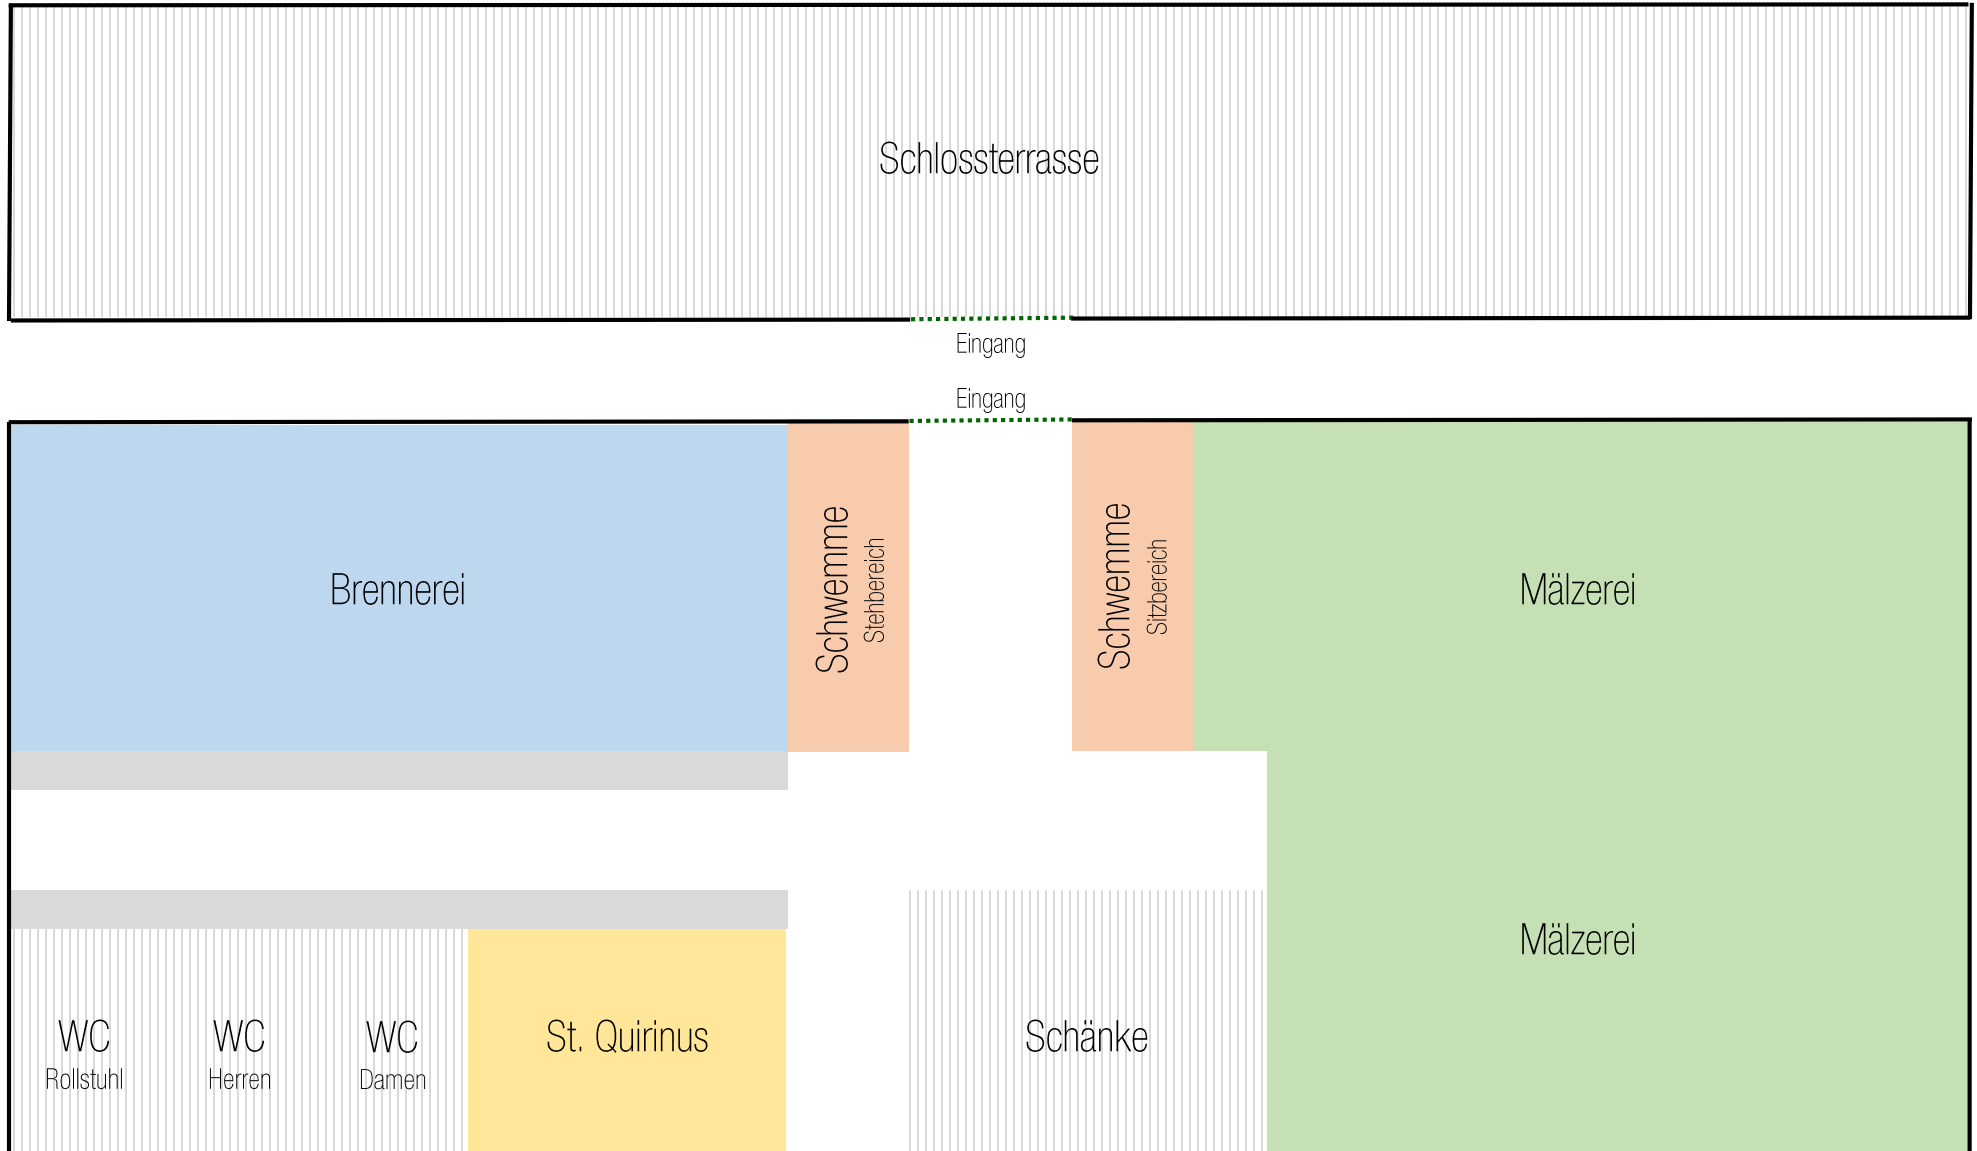 Schlossterrasse
Eingang
Eingang
Brennerei
Schwemme
Stehbereich
Schwemme
Sitzbereich
Mälzerei
Mälzerei
WC
Rollstuhl
WC
Herren
WC
Damen
St. Quirinus
Schänke